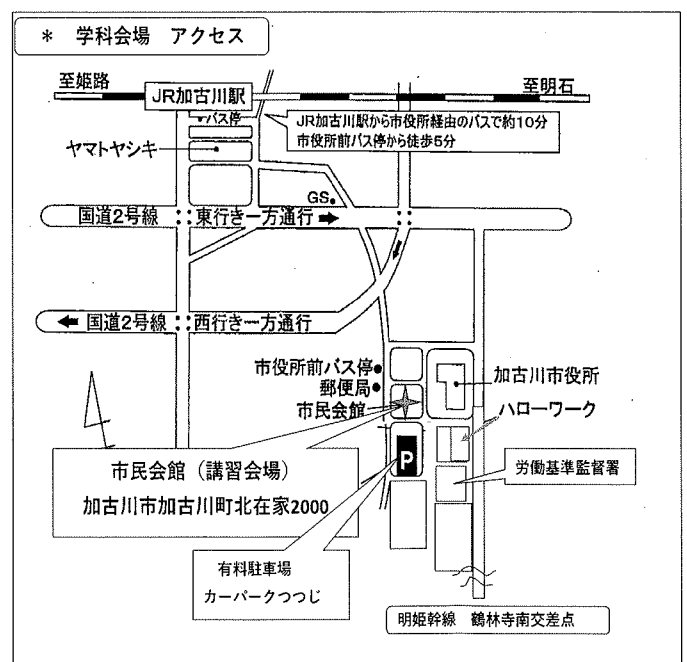 * 学科会場 アクセス
至姫路
至明石
JR加古川駅
バス停
JR加古川駅から市役所経由のバスで約10分
市役所前バス停から徒歩5分
ヤマトヤシキ
GS
国道2号線
東行き一方通行
国道2号線
西行き一方通行
市役所前バス停
郵便局
市民会館
加古川市役所
ハローワーク
労働基準監督署
市民会館(講習会場)
加古川市加古川町北在家2000
P
有料駐車場
カーパークつつじ
明姫幹線 鶴林寺南交差点